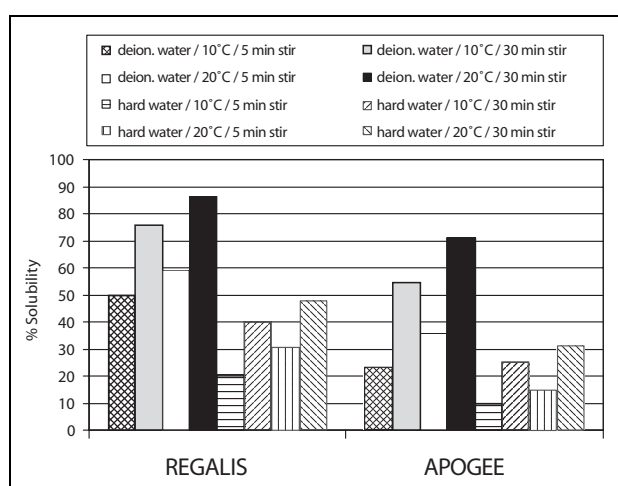 deion. water / 10˚C / 5 min stir
deion. water / 10˚C / 30 min stir
deion. water / 20˚C / 5 min stir
deion. water / 20˚C / 30 min stir
hard water / 10˚C / 5 min stir
hard water / 10˚C / 30 min stir
hard water / 20˚C / 5 min stir
hard water / 20˚C / 30 min stir
% Solubility
100
90
80
70
60
50
40
30
20
10
0
REGALIS
APOGEE